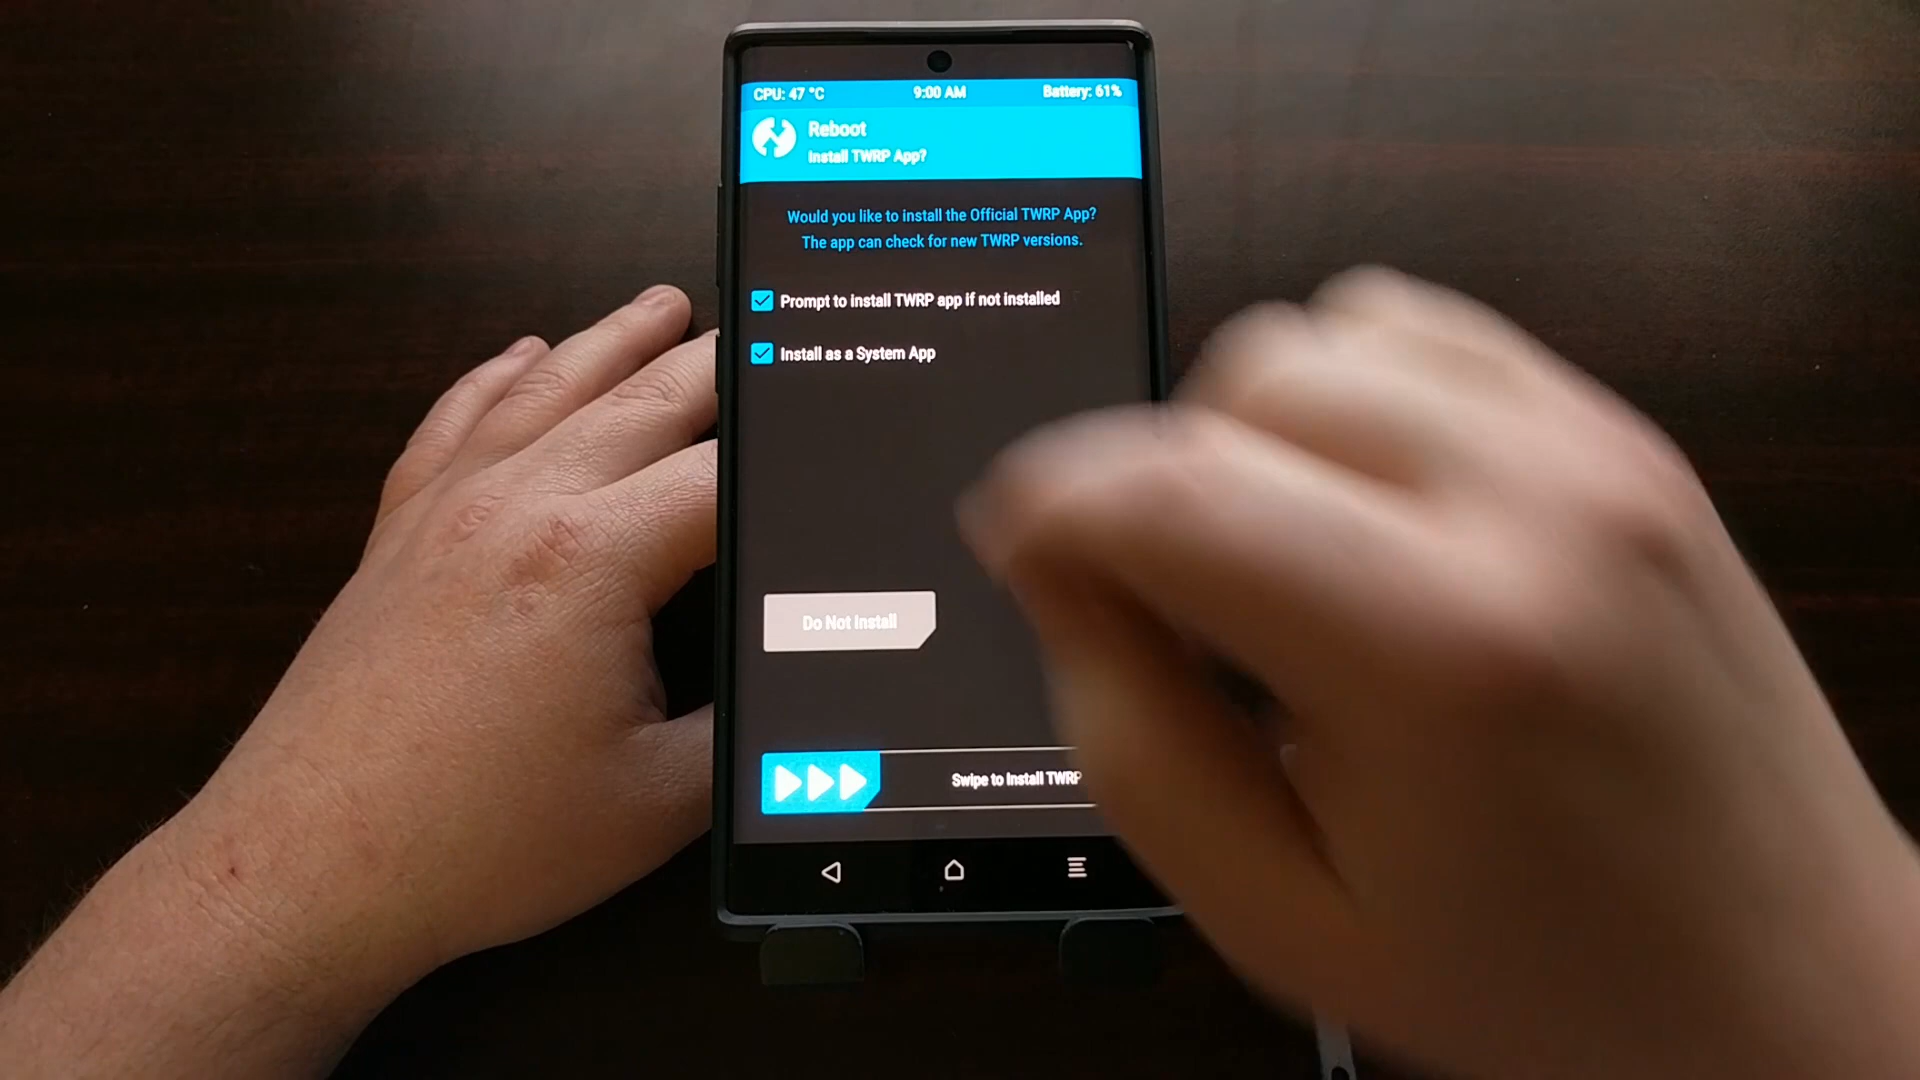 CPU: 47 °C 9:00 AM Battery: 61%
Reboot
Install TWRP App?
Would you like to install the Official TWRP App?
The app can check for new TWRP versions.
Prompt to install TWRP app if not installed
Install as a System App
Do Not Install
Swipe to Install TWRP